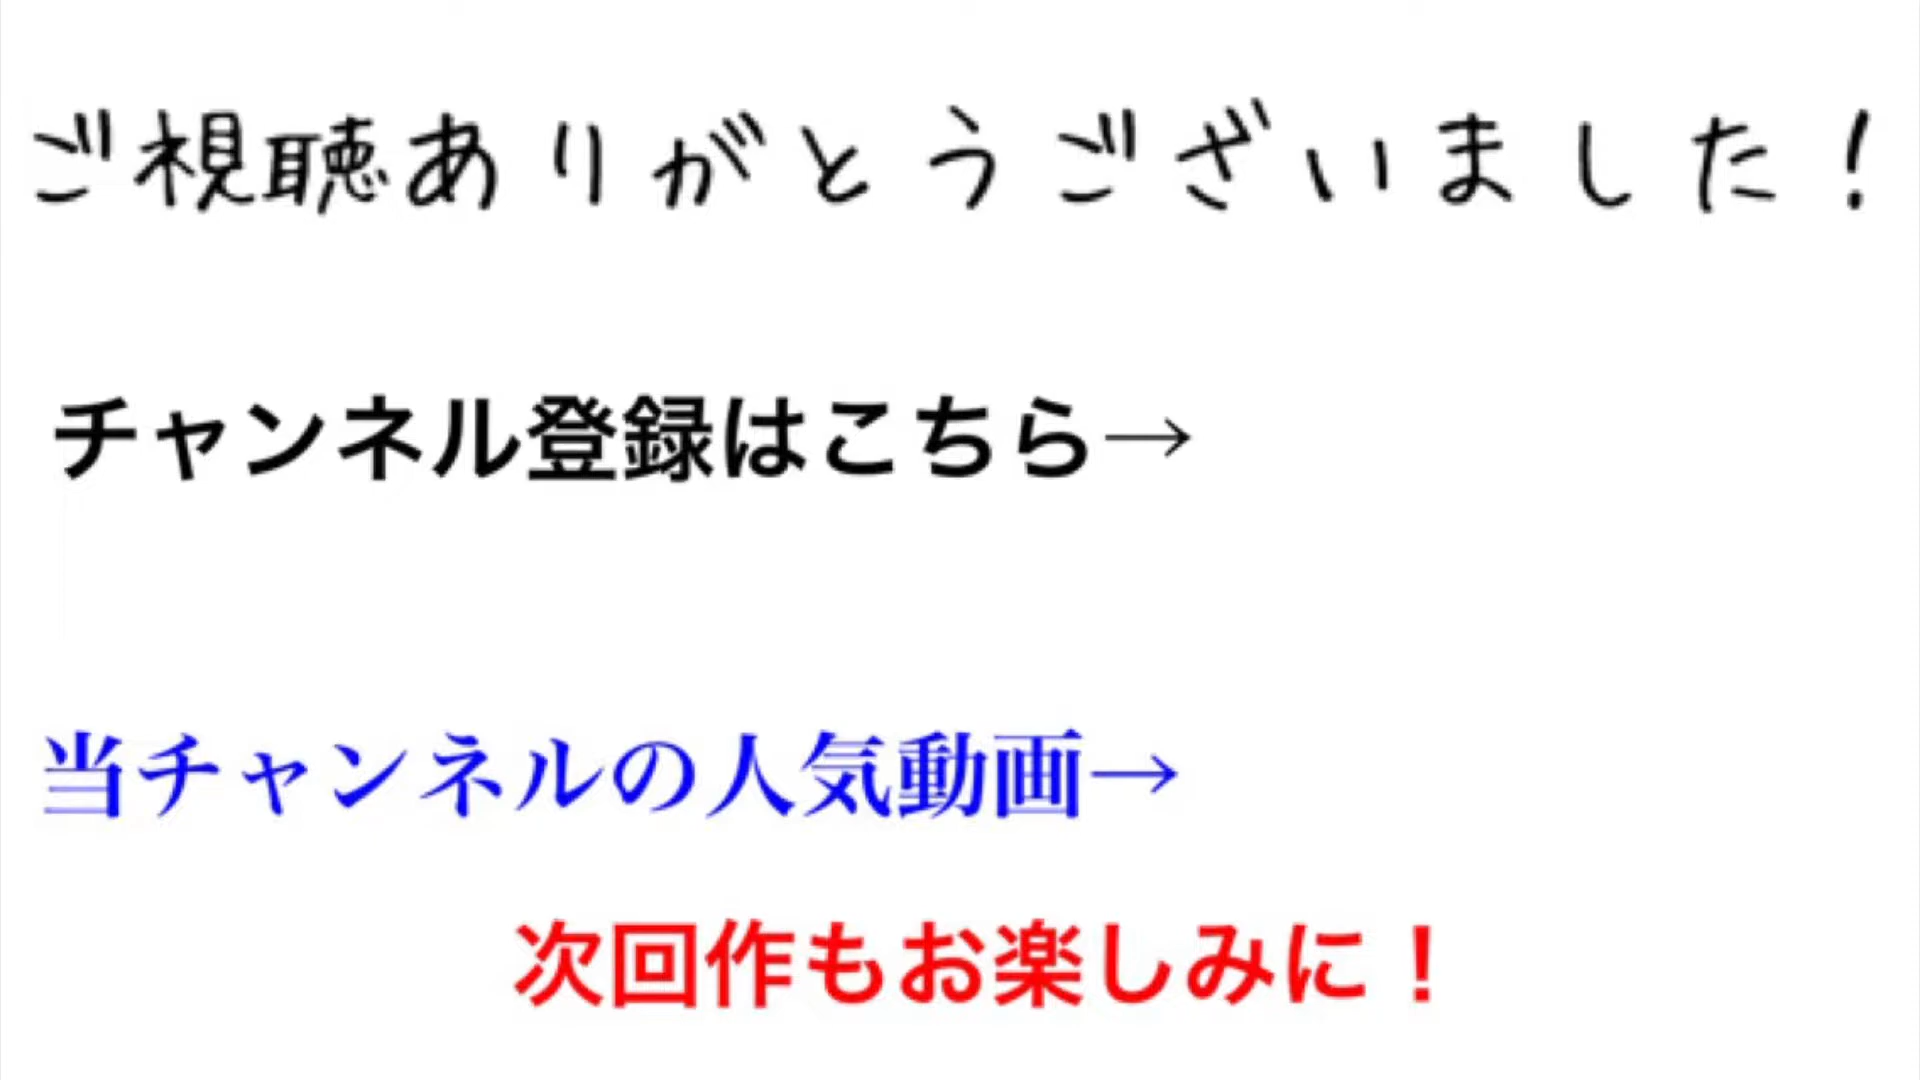 ご視聴ありがとうございました！
チャンネル登録はこちら→
当チャンネルの人気動画→
次回作もお楽しみに！